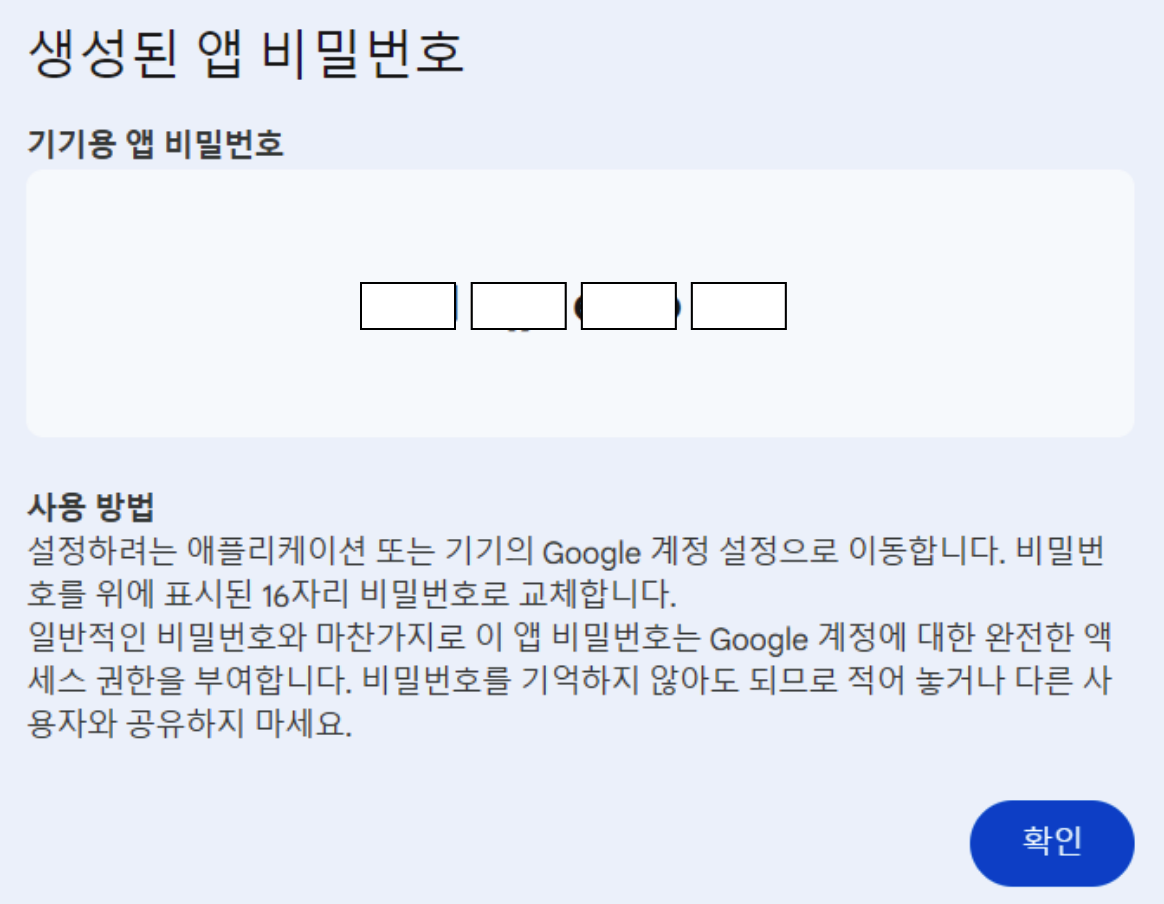 생성된 앱 비밀번호
기기용 앱 비밀번호
사용 방법
설정하려는 애플리케이션 또는 기기의 Google 계정 설정으로 이동합니다. 비밀번
호를 위에 표시된 16자리 비밀번호로 교체합니다.
일반적인 비밀번호와 마찬가지로 이 앱 비밀번호는 Google 계정에 대한 완전한 액
세스 권한을 부여합니다. 비밀번호를 기억하지 않아도 되므로 적어 놓거나 다른 사
용자와 공유하지 마세요.
확인